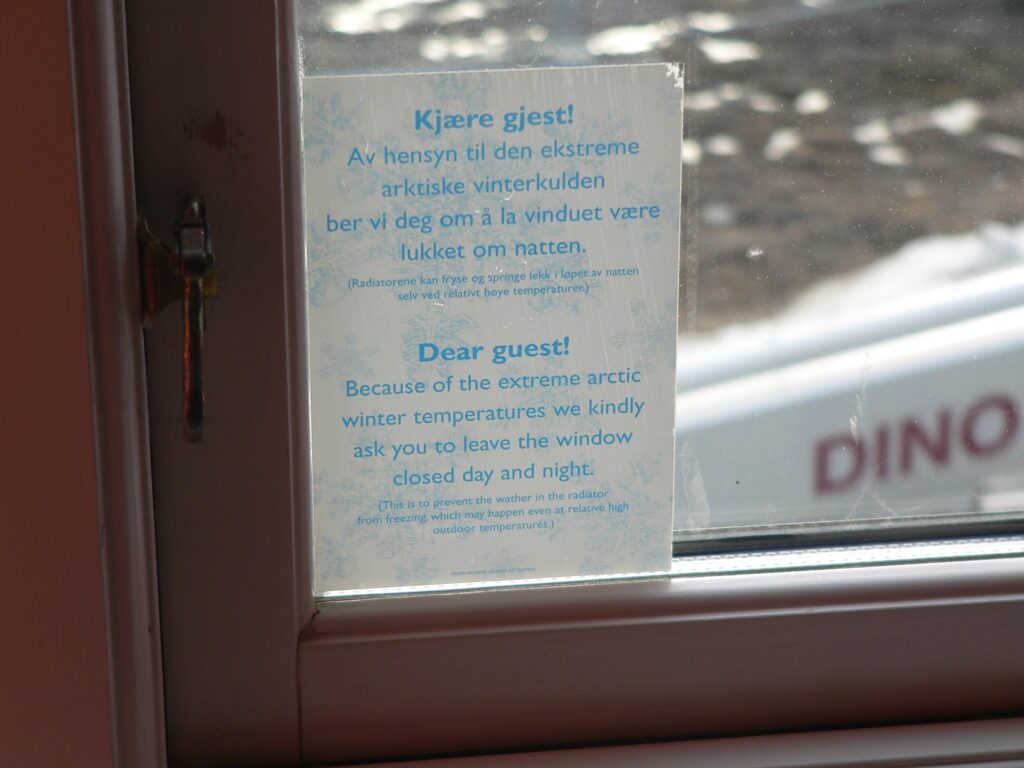 Kjære gjest!
Av hensyn til den ekstreme
arktiske vinterkulden
ber vi deg om å la vinduet være
lukket om natten.
(Radiatorene kan fryse og springe lekk i løpet av natten
selv ved relativt høye temperaturer.)
Dear guest!
Because of the extreme arctic
winter temperatures we kindly
ask you to leave the window
closed day and night.
(This is to prevent the wather in the radiator
from freezing, which may happen even at relative high
outdoor temperatures.)
DINO